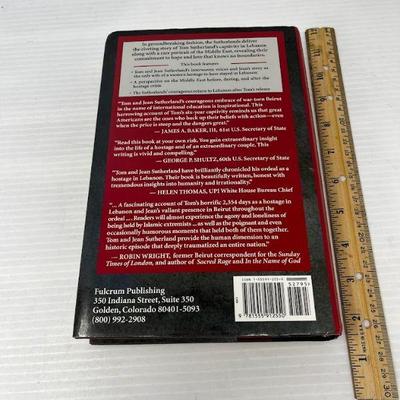 In groundbreaking fashion, the Sutherlands deliver
the riveting story of Tom Sutherland's captivity in Lebanon
along with a rare portrait of the Middle East, revealing their
commitment to hope and love that knows no boundaries.
This book features
• Tom and Jean Sutherland's
the only wife of a western hostage to have stayed in Lebanon
• A perspective on the Middle East before, during, and after the
hostage crisis
• The Sutherlands' courageous return to Lebanon after Tom's release
"Tom and Jean Sutherland's courageous embrace of war-torn Beirut
in the name of international education is inspirational. This
harrowing account of Tom's six-year captivity reminds us that great
Americans are the ones who back up their beliefs with action—even
when the price is steep and the dangers great."
— JAMES A. BAKER, III, 61st U.S. Secretary of State
"Read this book at your own risk. You gain extraordinary insight
into the life of a hostage and of an extraordinary couple. This
writing is vivid and compelling."
— GEORGE P. SHULTZ, 60th U.S. Secretary of State
"Tom and Jean Sutherland have brilliantly chronicled his ordeal as
hostage in Lebanon. Their book is beautifully written, honest with
tremendous insights into humanity and irrationality."
— HELEN THOMAS, UPI White House Bureau Chief
"... A fascinating account of Tom's horrific 2,354 days as a hostage in
Lebanon and Jean's valiant presence in Beirut throughout the
ordeal.... Readers will almost experience the agony and loneliness of
being held by Islamic extremists ... as well as the poignant and even
occasionally humorous moments that held both of them together.
Tom and Jean Sutherland provide the human dimension to an
historic episode that deeply traumatized an entire nation."
— ROBIN WRIGHT, former Beirut correspondent for the Sunday
Times of London, and author of Sacred Rage and In the Name of God
Fulcrum Publishing
350 Indiana Street, Suite 350
Golden, Colorado 80401-5093
(800) 992-2908
52795
9 781555 912550
1
2
3
4
5
6
7
8
9